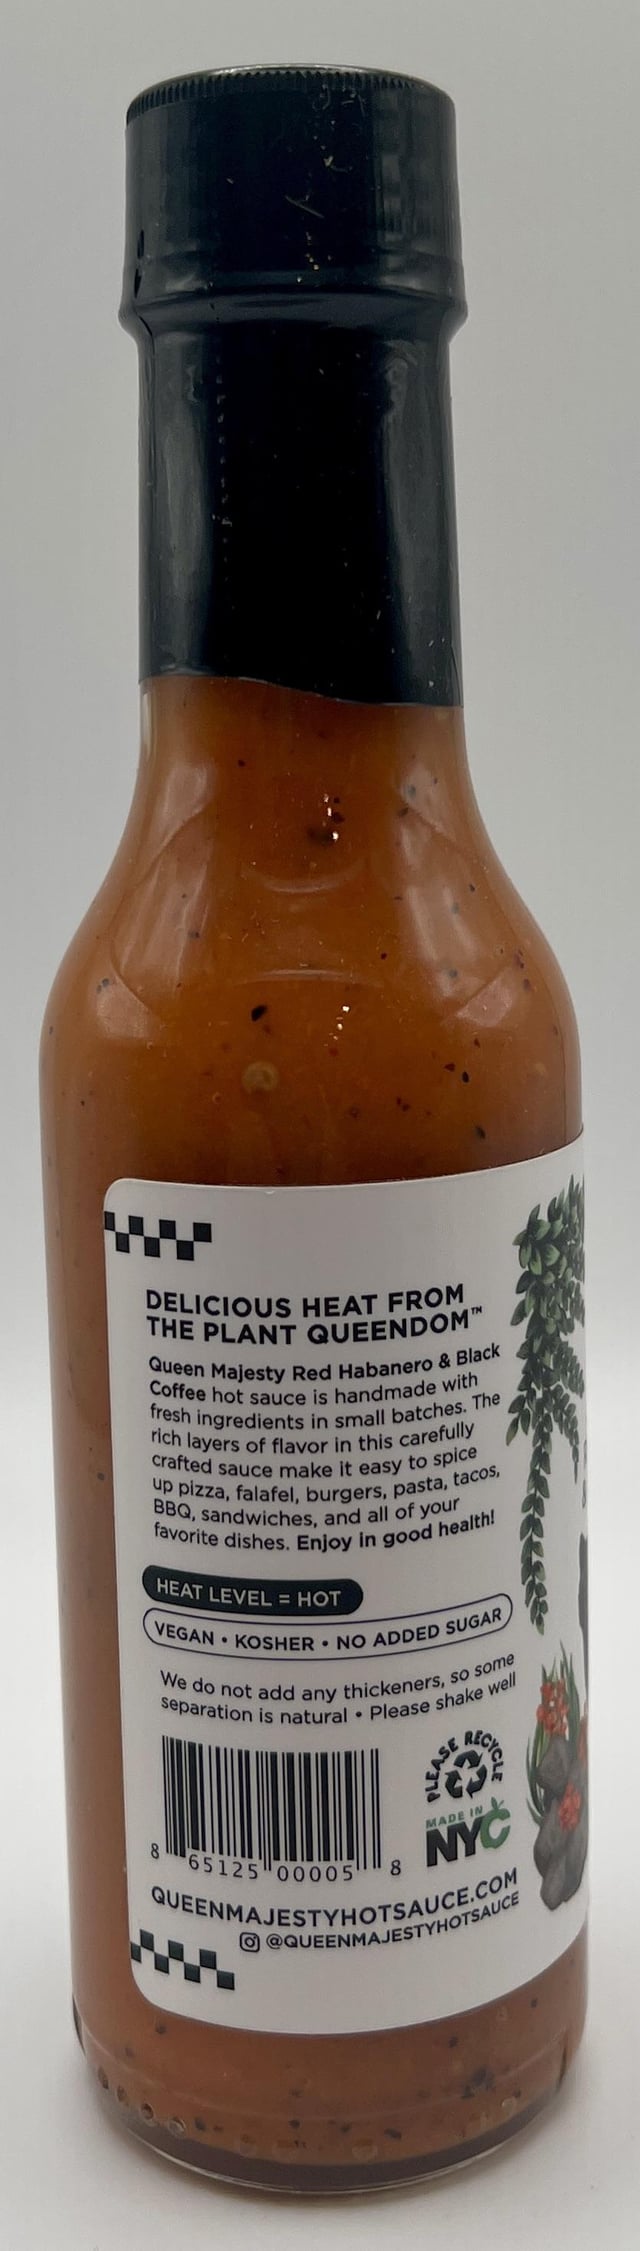 DELICIOUS HEAT FROM
THE PLANT QUEENDOM™
Queen Majesty Red Habanero & Black
Coffee hot sauce is handmade with
fresh ingredients in small batches. The
rich layers of flavor in this carefully
crafted sauce make it easy to spice
up pizza, falafel, burgers, pasta, tacos,
BBQ, sandwiches, and all of your
favorite dishes. Enjoy in good health!
HEAT LEVEL = HOT
VEGAN • KOSHER • NO ADDED SUGAR
We do not add any thickeners, so some
separation is natural • Please shake well
PLEASE RECYCLE
MADE IN
NYC
8 65125 00005 8
QUEENMAJESTYHOTSAUCE.COM
@QUEENMAJESTYHOTSAUCE